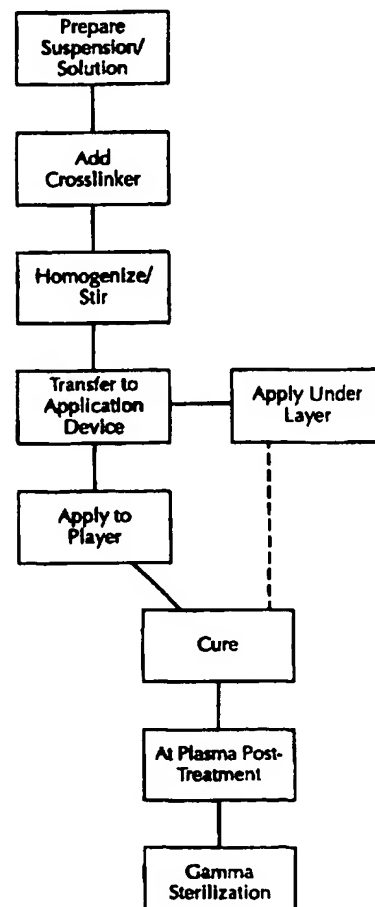 Prepare
Suspension/
Solution
Add
Crosslinker
Homogenize/
Stir
Transfer to
Application
Device
Apply Under
Layer
Apply to
Player
Cure
At Plasma Post-
Treatment
Gamma
Sterilization